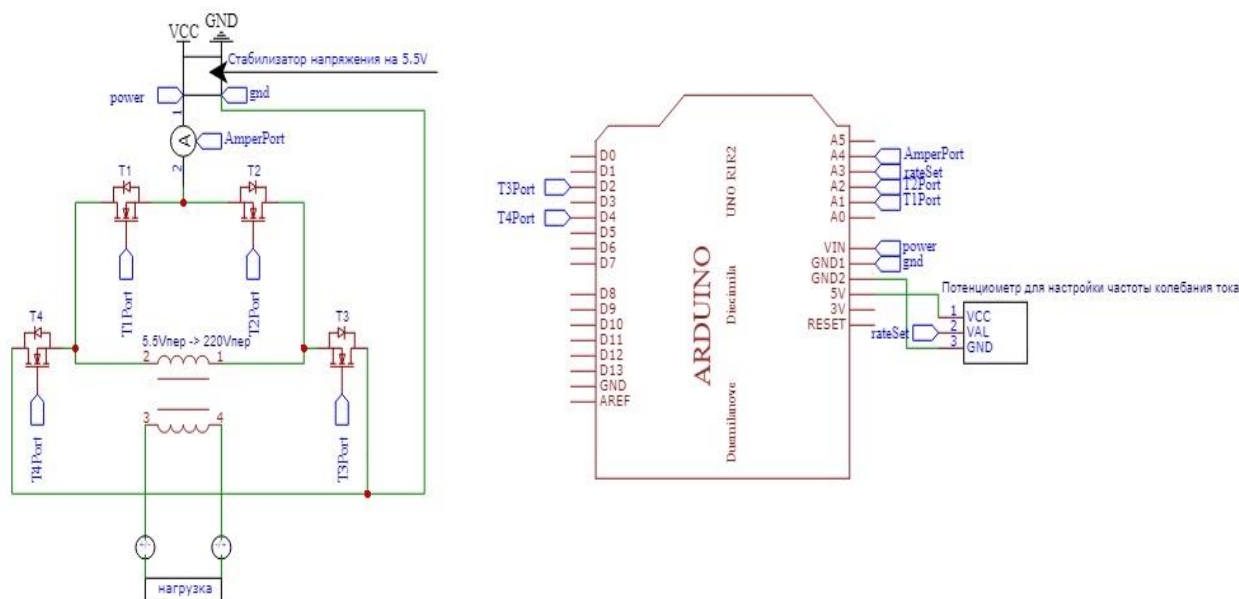 VCC
GND
Стабилизатор напряжения на 5.5V
power
gnd
1
A
AmperPort
2
T1
T2
T1Port
T2Port
T4
T3
5.5Vпер -> 220Vпер
2
1
3
4
T4Port
T3Port
нагрузка
T3Port
T4Port
D0
D1
D2
D3
D4
D5
D6
D7
D8
D9
D10
D11
D12
D13
GND
AREF
ARDUINO
UNO R1R2
Diecimila
Duemilanove
A5
A4
A3
A2
A1
A0
VIN
GND1
GND2
5V
3V
RESET
AmperPort
rateSet
T2Port
T1Port
power
gnd
Потенциометр для настройки частоты колебания тока
1 VCC
rateSet 2 VAL
3 GND